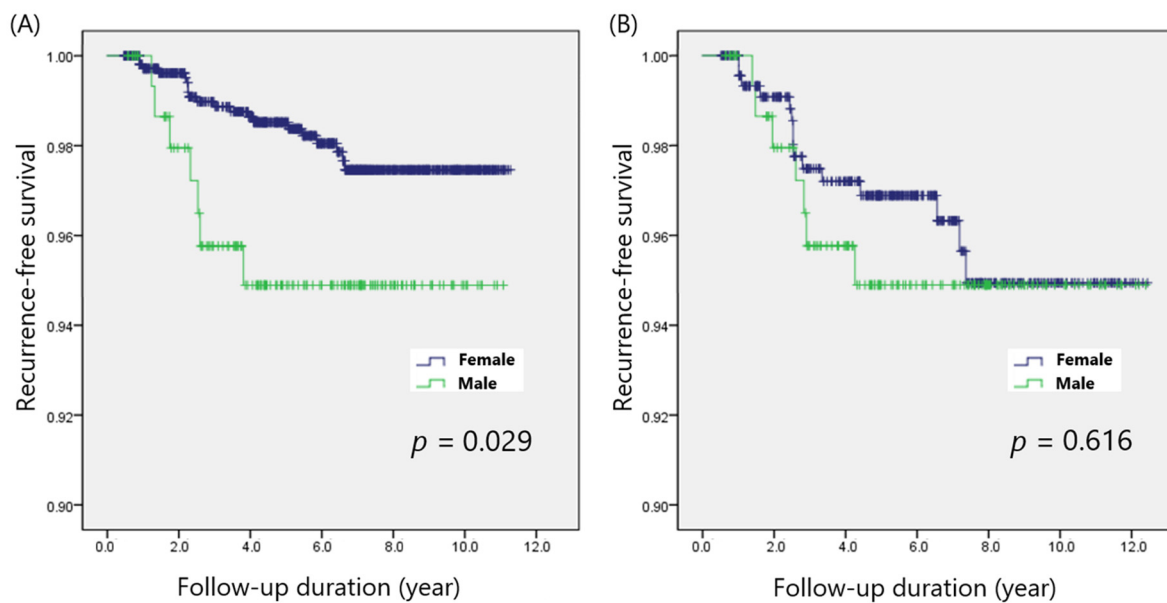 (A)
Recurrence-free survival
1.00
0.98
0.96
0.94
0.92
0.90
Female
Male
p = 0.029
0.0 2.0 4.0 6.0 8.0 10.0 12.0
Follow-up duration (year)
(B)
Recurrence-free survival
1.00
0.98
0.96
0.94
0.92
0.90
Female
Male
p = 0.616
0.0 2.0 4.0 6.0 8.0 10.0 12.0
Follow-up duration (year)